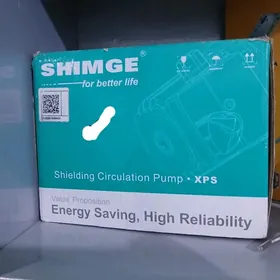 SHIMGE
for better life
Shielding Circulation Pump · XPS
Value Proposition
Energy Saving, High Reliability